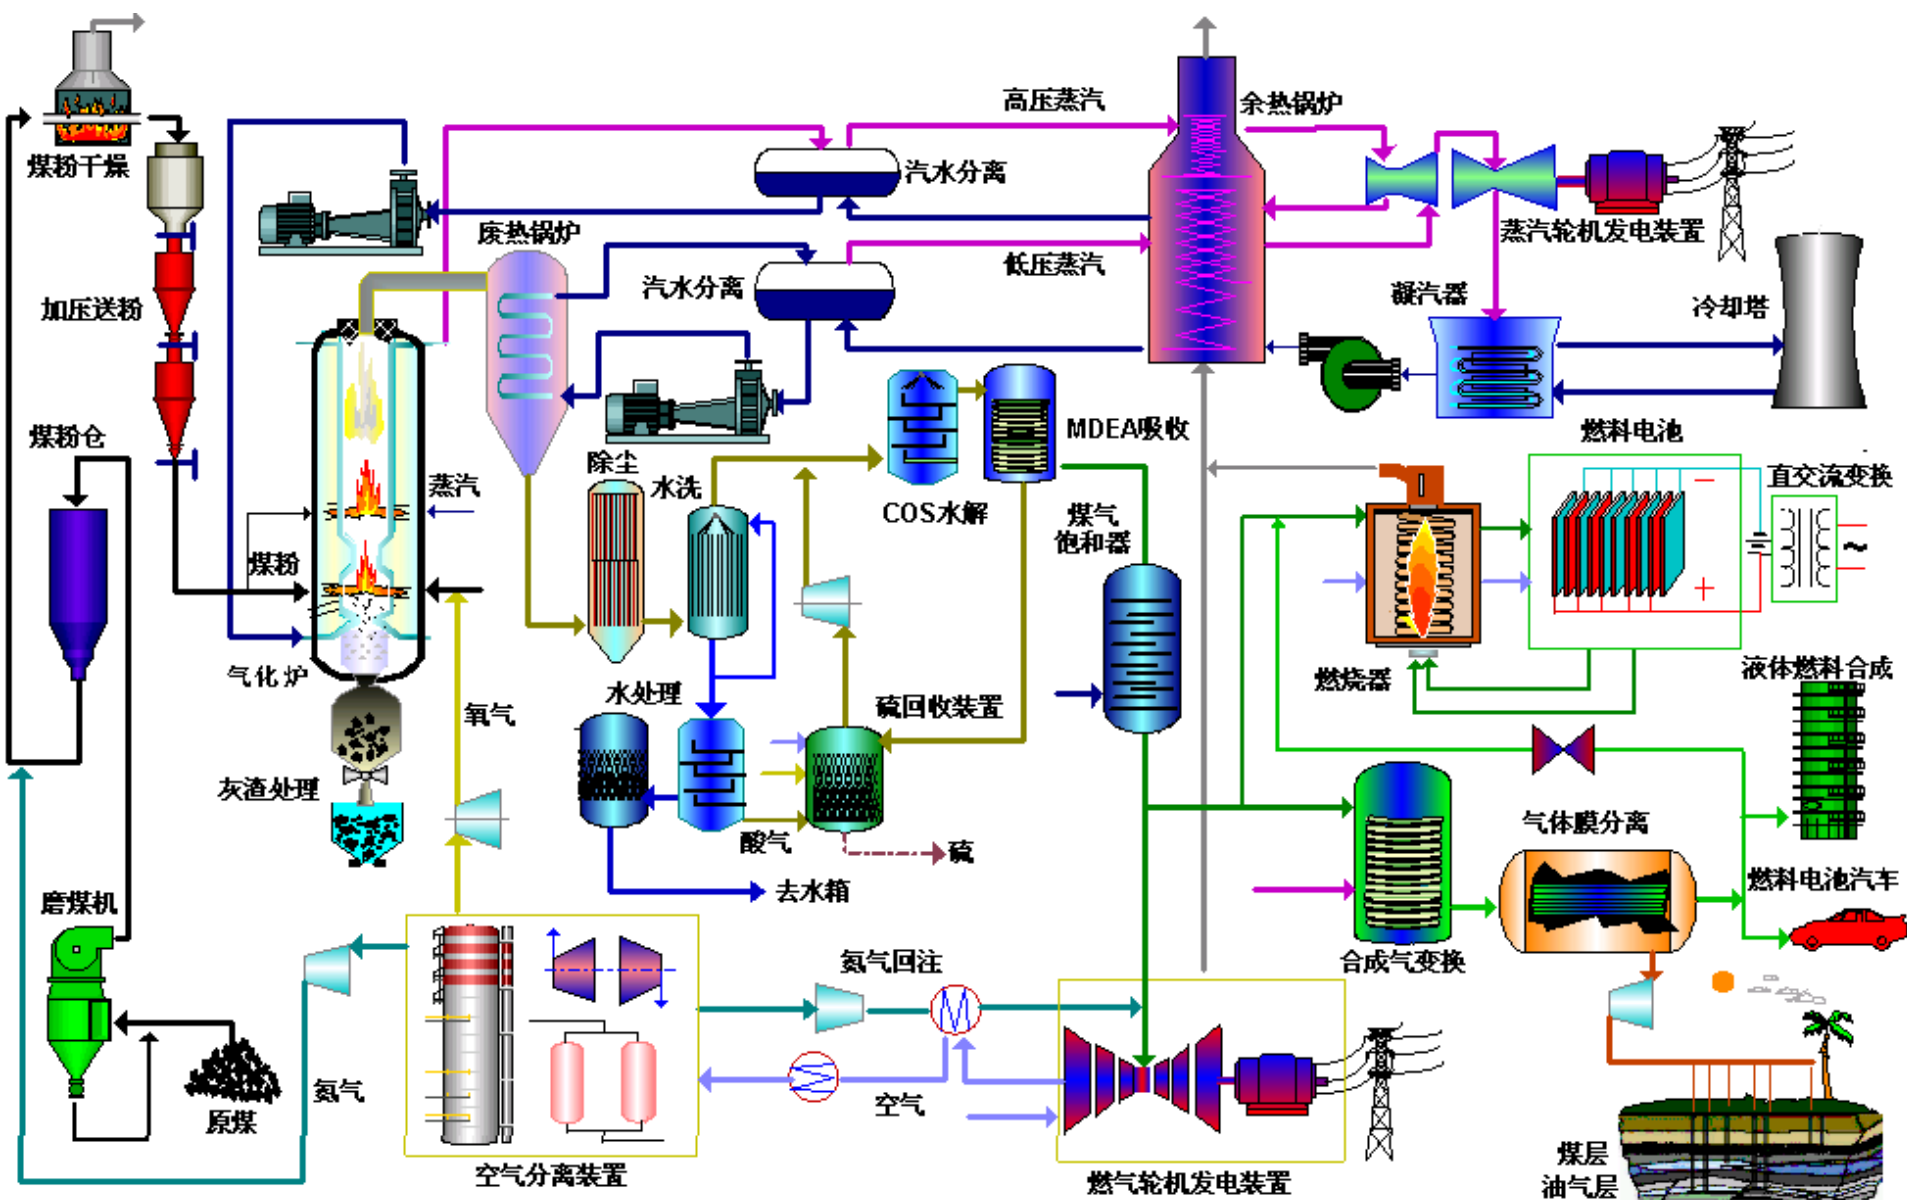 高压蒸汽
余热锅炉
煤粉干燥
汽水分离
废热锅炉
蒸汽轮机发电装置
低压蒸汽
汽水分离
凝汽器
冷却塔
加压送粉
MDEA吸收
燃料电池
煤粉仓
除尘
水洗
直交流变换
蒸汽
COS水解
煤气
饱和器
煤粉
气化炉
燃烧器
液体燃料合成
氧气
水处理
硫回收装置
灰渣处理
气体膜分离
酸气
硫
去水箱
燃料电池汽车
磨煤机
氮气回注
合成气变换
氮气
原煤
空气
空气分离装置
燃气轮机发电装置
煤层
油气层